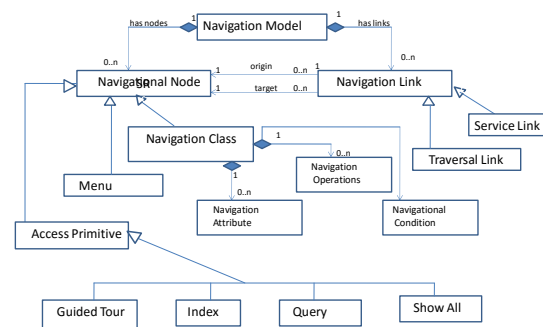 has nodes
1
Navigation Model
1
has links
0..n
0..n
Navigational Node
SR
1
origin
1
1
target
0..n
Navigation Link
Service Link
Navigation Class
1
0..n
1
Traversal Link
Menu
Navigation
Operations
0..n
Navigation
Attribute
Navigational
Condition
Access Primitive
Guided Tour
Index
Query
Show All